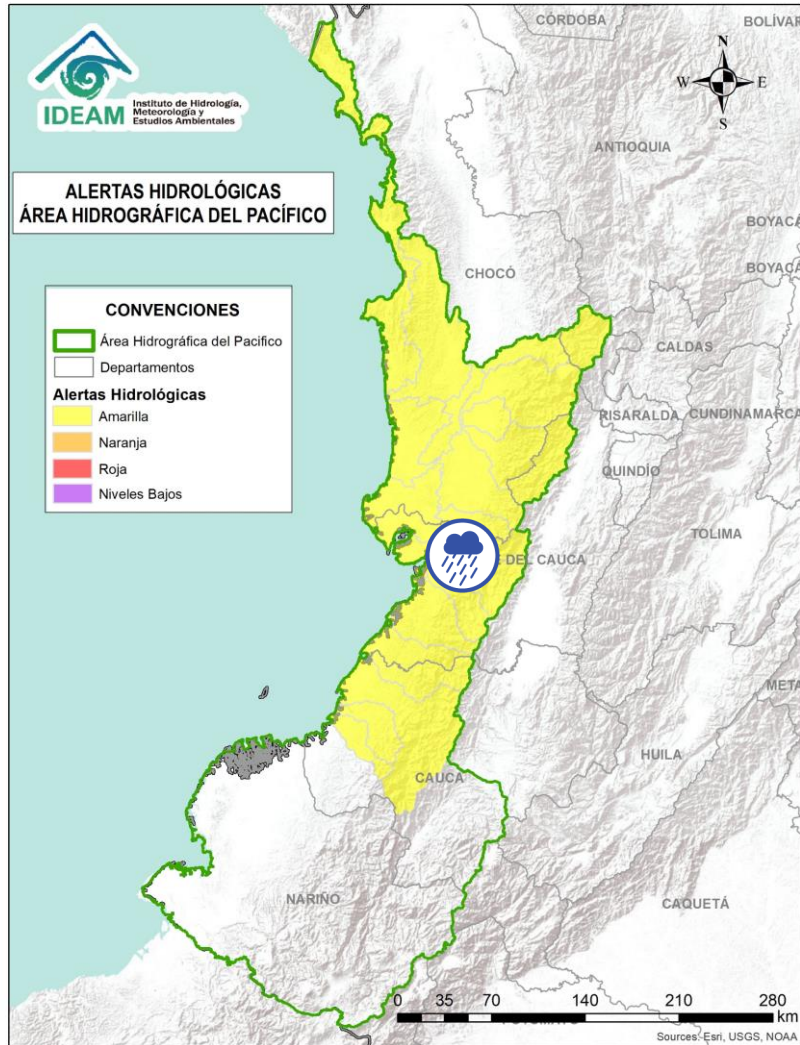 IDEAM
Instituto de Hidrología,
Meteorología y
Estudios Ambientales
ALERTAS HIDROLÓGICAS
ÁREA HIDROGRÁFICA DEL PACÍFICO
CONVENCIONES
Área Hidrográfica del Pacifico
Departamentos
Alertas Hidrológicas
Amarilla
Naranja
Roja
Niveles Bajos
N
W E
S
CÓRDOBA
BOLÍVAR
ANTIOQUIA
BOYACÁ
CHOCÓ
BOYACÁ
CALDAS
RISARALDA
CUNDINAMARCA
QUINDÍO
TOLIMA
DEL CAUCA
META
HUILA
CAUCA
NARIÑO
CAQUETÁ
0 35 70 140 210 280
km
Sources: Esri, USGS, NOAA